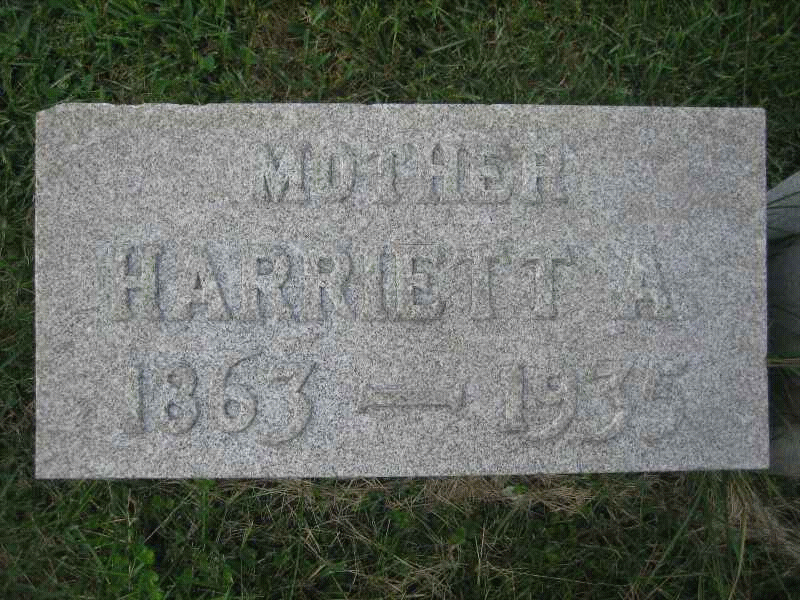 MOTHER
HARRIETT A.
1863 — 1935